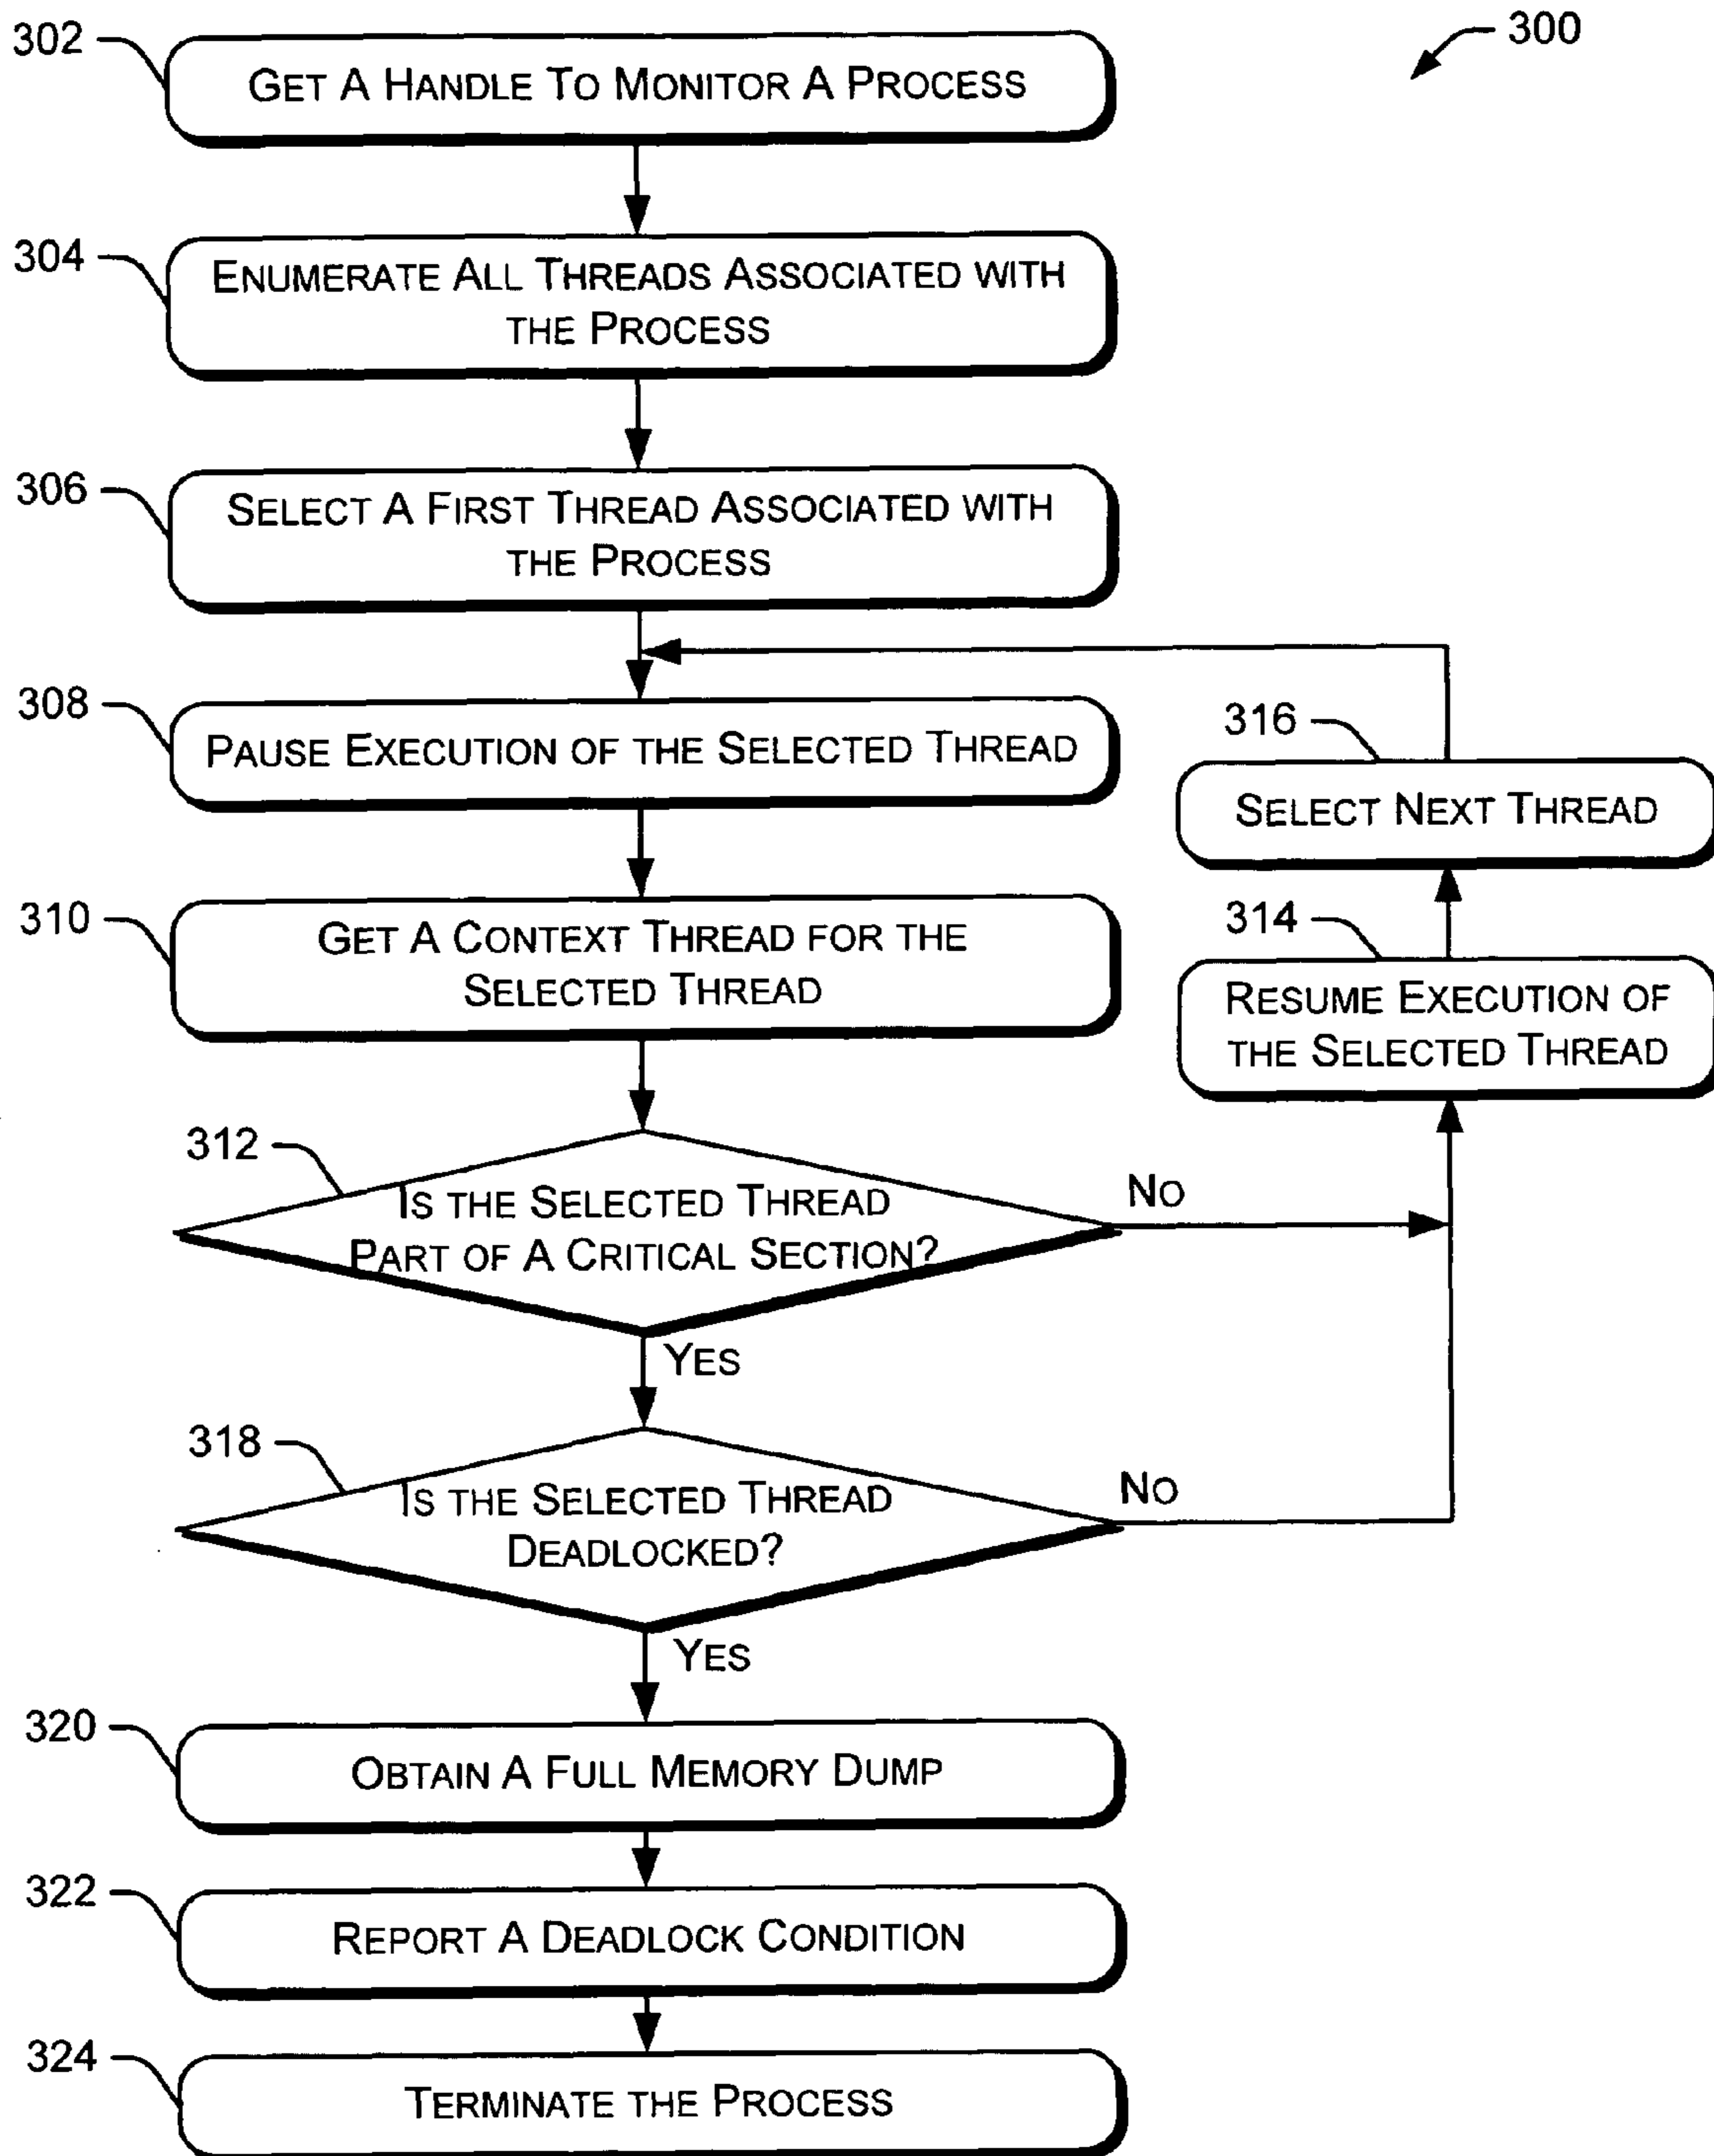 300
302
GET A HANDLE TO MONITOR A PROCESS
304
ENUMERATE ALL THREADS ASSOCIATED WITH
THE PROCESS
306
SELECT A FIRST THREAD ASSOCIATED WITH
THE PROCESS
308
PAUSE EXECUTION OF THE SELECTED THREAD
316
SELECT NEXT THREAD
310
GET A CONTEXT THREAD FOR THE
SELECTED THREAD
314
RESUME EXECUTION OF
THE SELECTED THREAD
312
IS THE SELECTED THREAD
PART OF A CRITICAL SECTION?
NO
YES
318
IS THE SELECTED THREAD
DEADLOCKED?
NO
YES
320
OBTAIN A FULL MEMORY DUMP
322
REPORT A DEADLOCK CONDITION
324
TERMINATE THE PROCESS